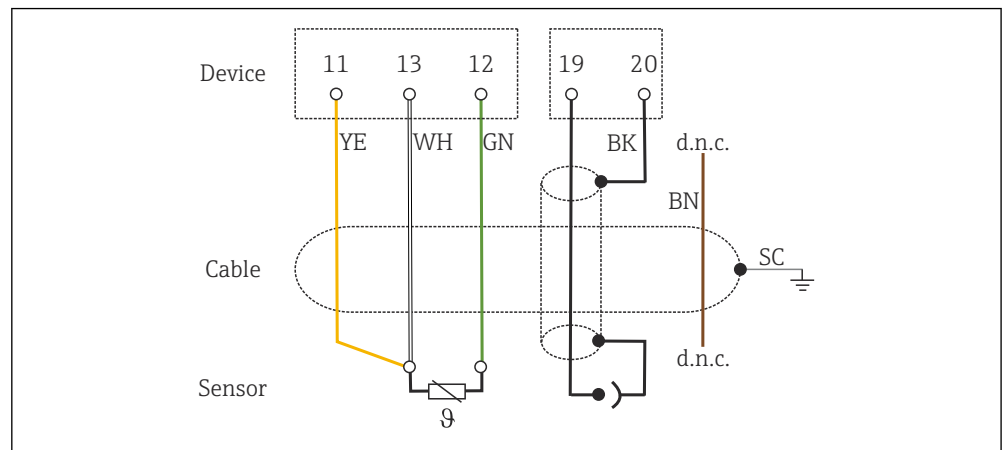 Device 11 13 12 19 20
YE WH GN BK d.n.c.
BN
Cable SC
d.n.c.
Sensor
ϑ